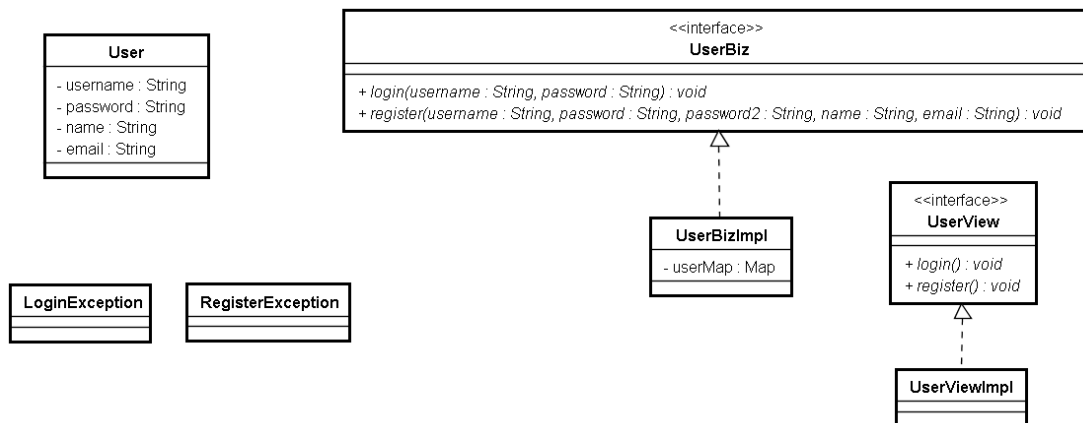 User
- username : String
- password : String
- name : String
- email : String
<<interface>>
UserBiz
+ login(username : String, password : String) : void
+ register(username : String, password : String, password2 : String, name : String, email : String) : void
UserBizImpl
- userMap : Map
<<interface>>
UserView
+ login() : void
+ register() : void
LoginException
RegisterException
UserViewImpl